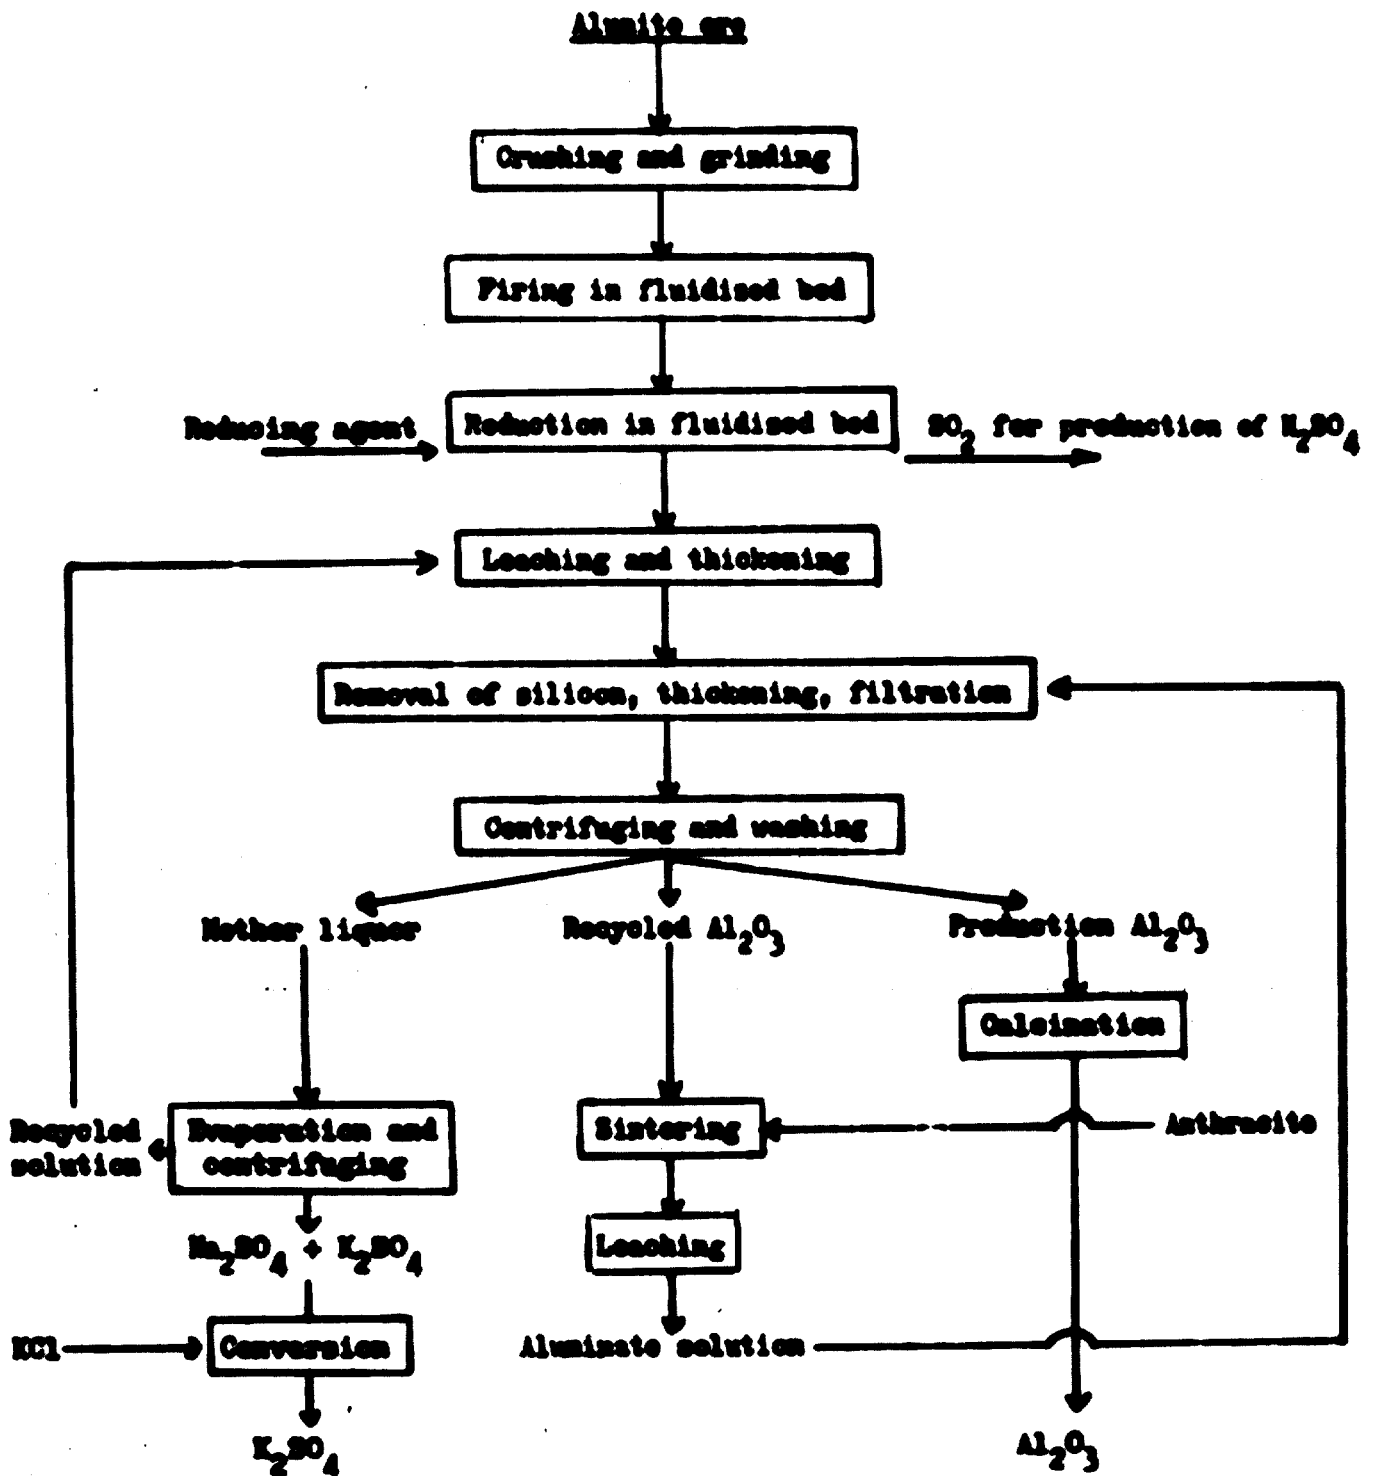 Alunite ore
Crushing and grinding
Firing in fluidised bed
Reducing agent
Reduction in fluidised bed
SO2 for production of H2SO4
Leaching and thickening
Removal of silicon, thickening, filtration
Centrifuging and washing
Mother liquor
Recycled Al2O3
Production Al2O3
Calcination
Recycled
solution
Evaporation and
centrifuging
Sintering
Anthracite
Leaching
Na2SO4 + K2SO4
KCl
Conversion
Aluminate solution
K2SO4
Al2O3